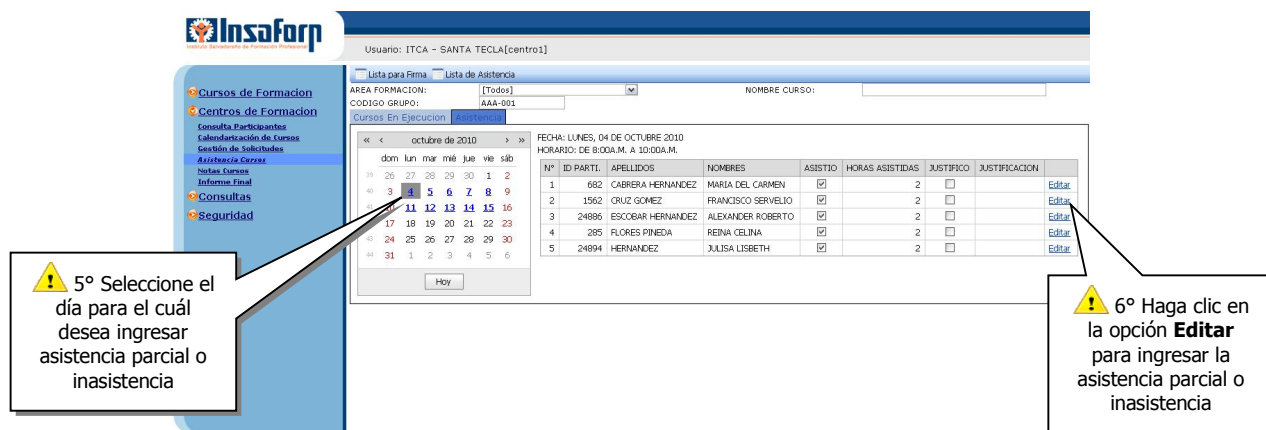 Insaforp
Instituto Salvadoreño de Formación Profesional
Usuario: ITCA - SANTA TECLA[centro1]
Lista para Firma Lista de Asistencia
AREA FORMACION: [Todos] NOMBRE CURSO:
CODIGO GRUPO: AAA-001
Cursos En Ejecucion Asistencia
Cursos de Formacion
Centros de Formacion
Consulta Participantes
Calendarización de Cursos
Gestión de Solicitudes
Asistencia Cursos
Notas Cursos
Informe Final
Consultas
Seguridad
« ‹ octubre de 2010 › »
dom lun mar mié jue vie sáb
39 26 27 28 29 30 1 2
40 3 4 5 6 7 8 9
41 11 12 13 14 15 16
17 18 19 20 21 22 23
43 24 25 26 27 28 29 30
44 31 1 2 3 4 5 6
Hoy
FECHA: LUNES, 04 DE OCTUBRE 2010
HORARIO: DE 8:00A.M. A 10:00A.M.
N° ID PARTI. APELLIDOS NOMBRES ASISTIO HORAS ASISTIDAS JUSTIFICO JUSTIFICACION
1 682 CABRERA HERNANDEZ MARIA DEL CARMEN 2 Editar
2 1562 CRUZ GOMEZ FRANCISCO SERVELIO 2 Editar
3 24886 ESCOBAR HERNANDEZ ALEXANDER ROBERTO 2 Editar
4 285 FLORES PINEDA REINA CELINA 2 Editar
5 24894 HERNANDEZ JULISA LISBETH 2 Editar
5° Seleccione el
día para el cuál
desea ingresar
asistencia parcial o
inasistencia
6° Haga clic en
la opción Editar
para ingresar la
asistencia parcial o
inasistencia